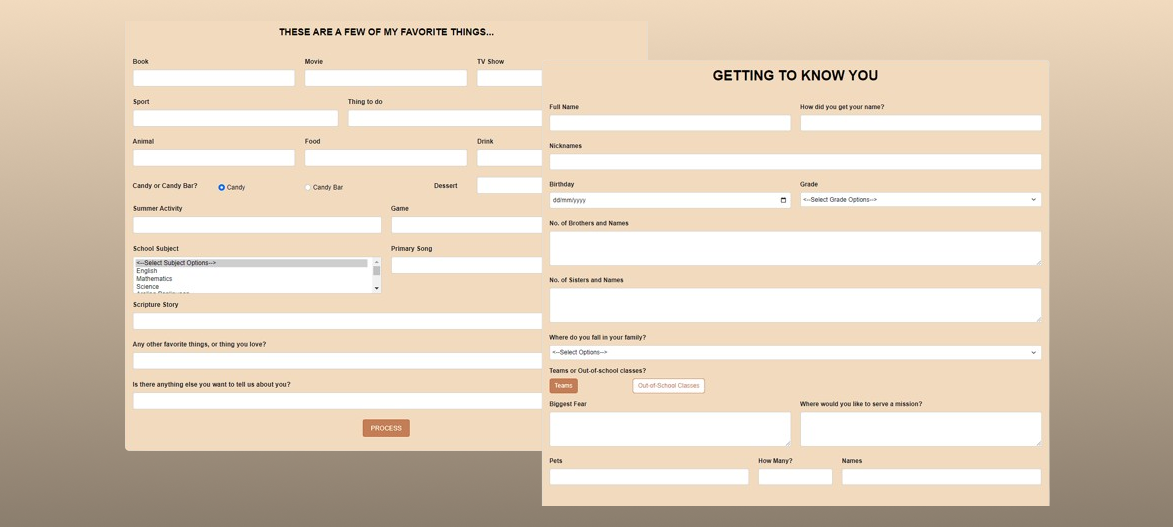 THESE ARE A FEW OF MY FAVORITE THINGS...
Book Movie TV Show
Sport Thing to do
Animal Food Drink
Candy or Candy Bar? Candy Candy Bar Dessert
Summer Activity Game
School Subject Primary Song
<--Select Subject Options-->
English
Mathematics
Science
Scripture Story
Any other favorite things, or thing you love?
Is there anything else you want to tell us about you?
PROCESS
GETTING TO KNOW YOU
Full Name How did you get your name?
Nicknames
Birthday Grade
dd/mm/yyyy <--Select Grade Options-->
No. of Brothers and Names
No. of Sisters and Names
Where do you fall in your family?
<--Select Options-->
Teams or Out-of-school classes?
Teams Out-of-School Classes
Biggest Fear Where would you like to serve a mission?
Pets How Many? Names